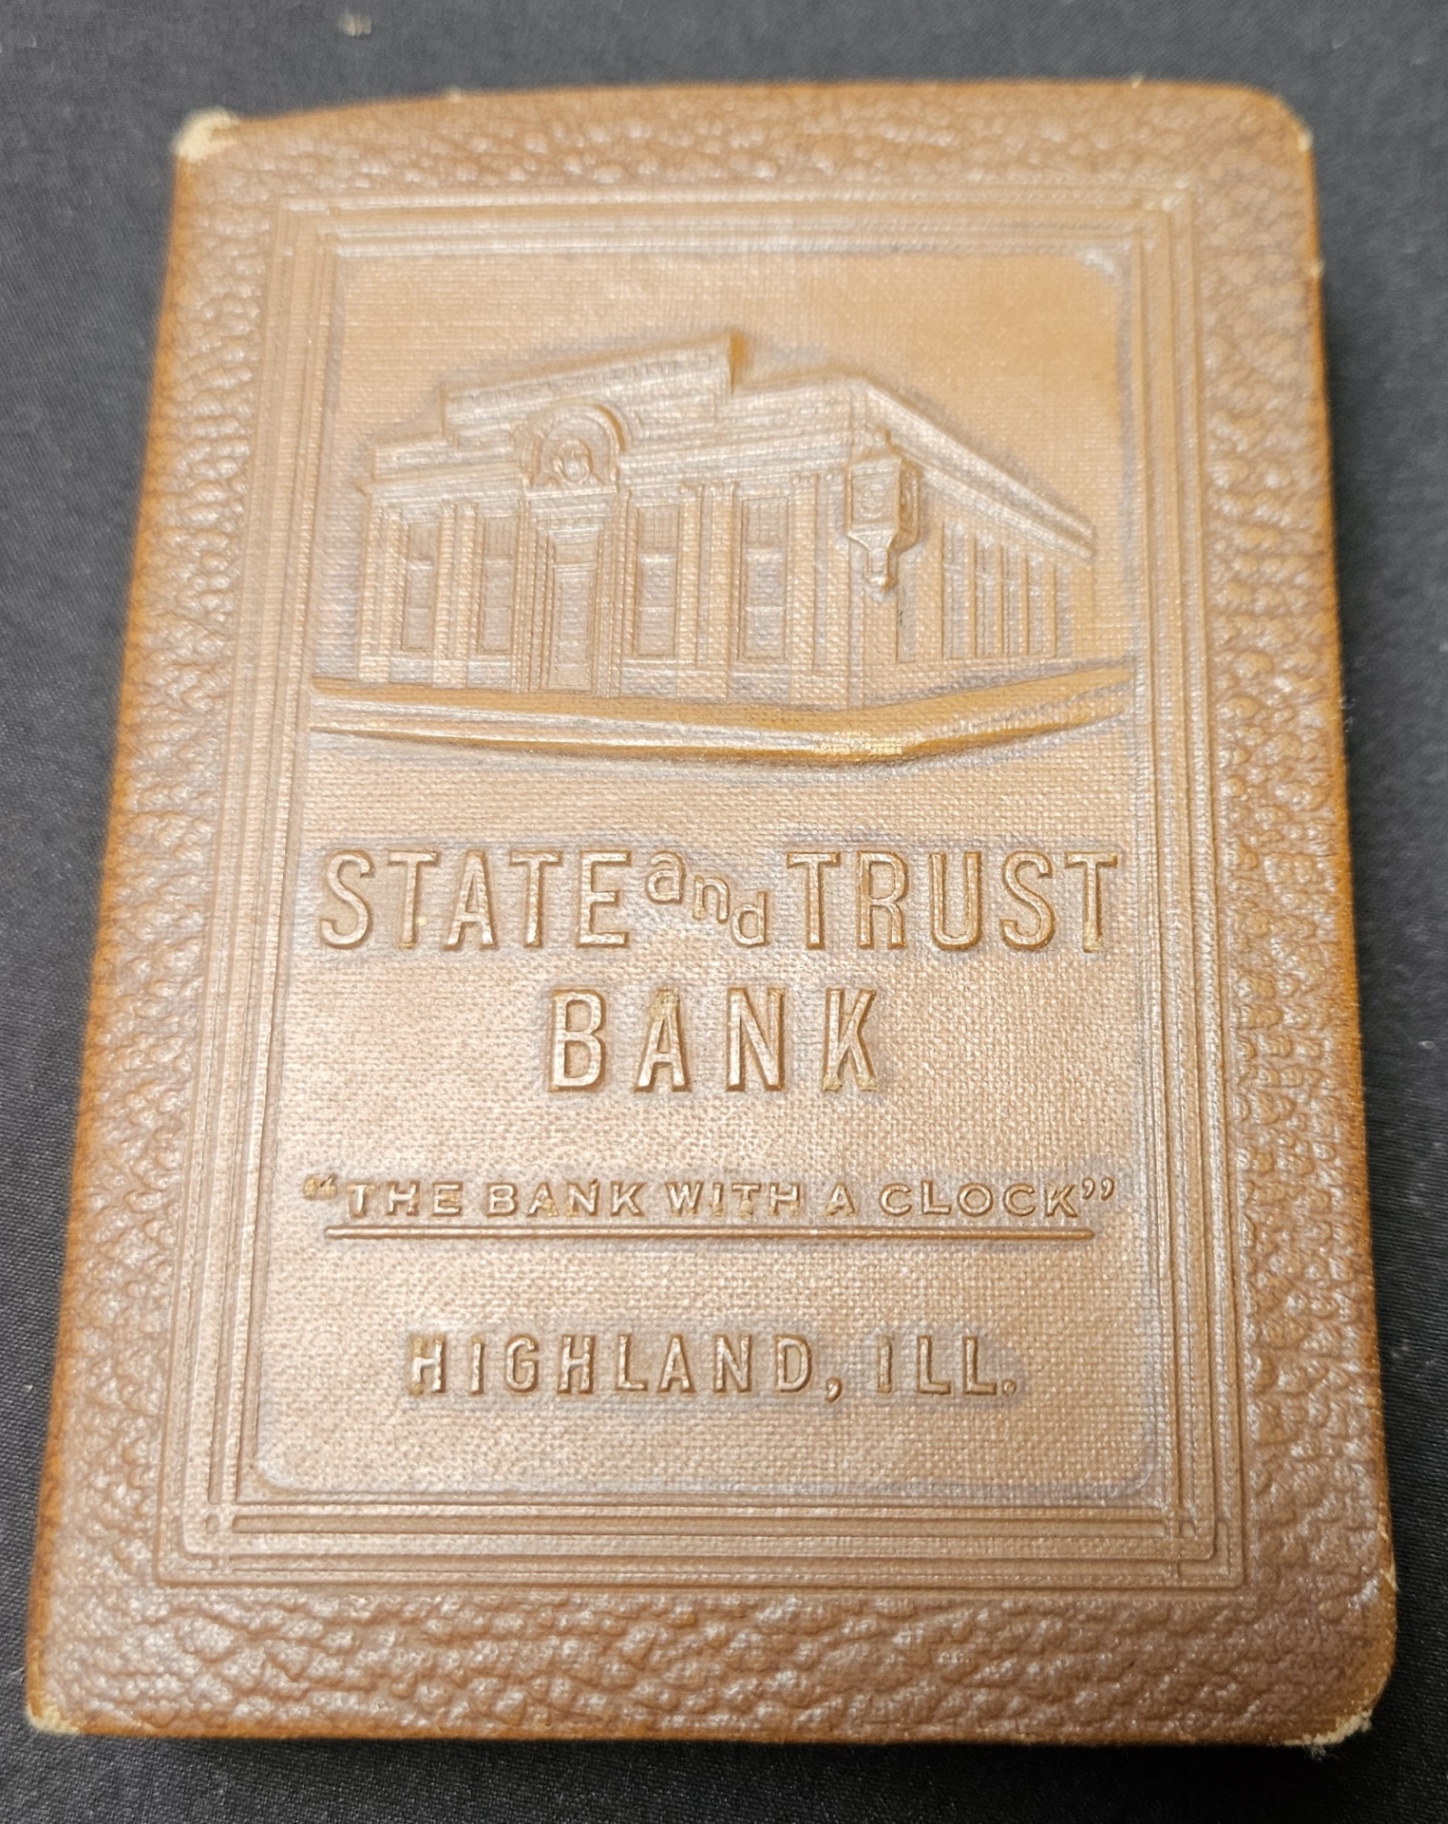 STATE and TRUST
BANK
“THE BANK WITH A CLOCK”
HIGHLAND, ILL.